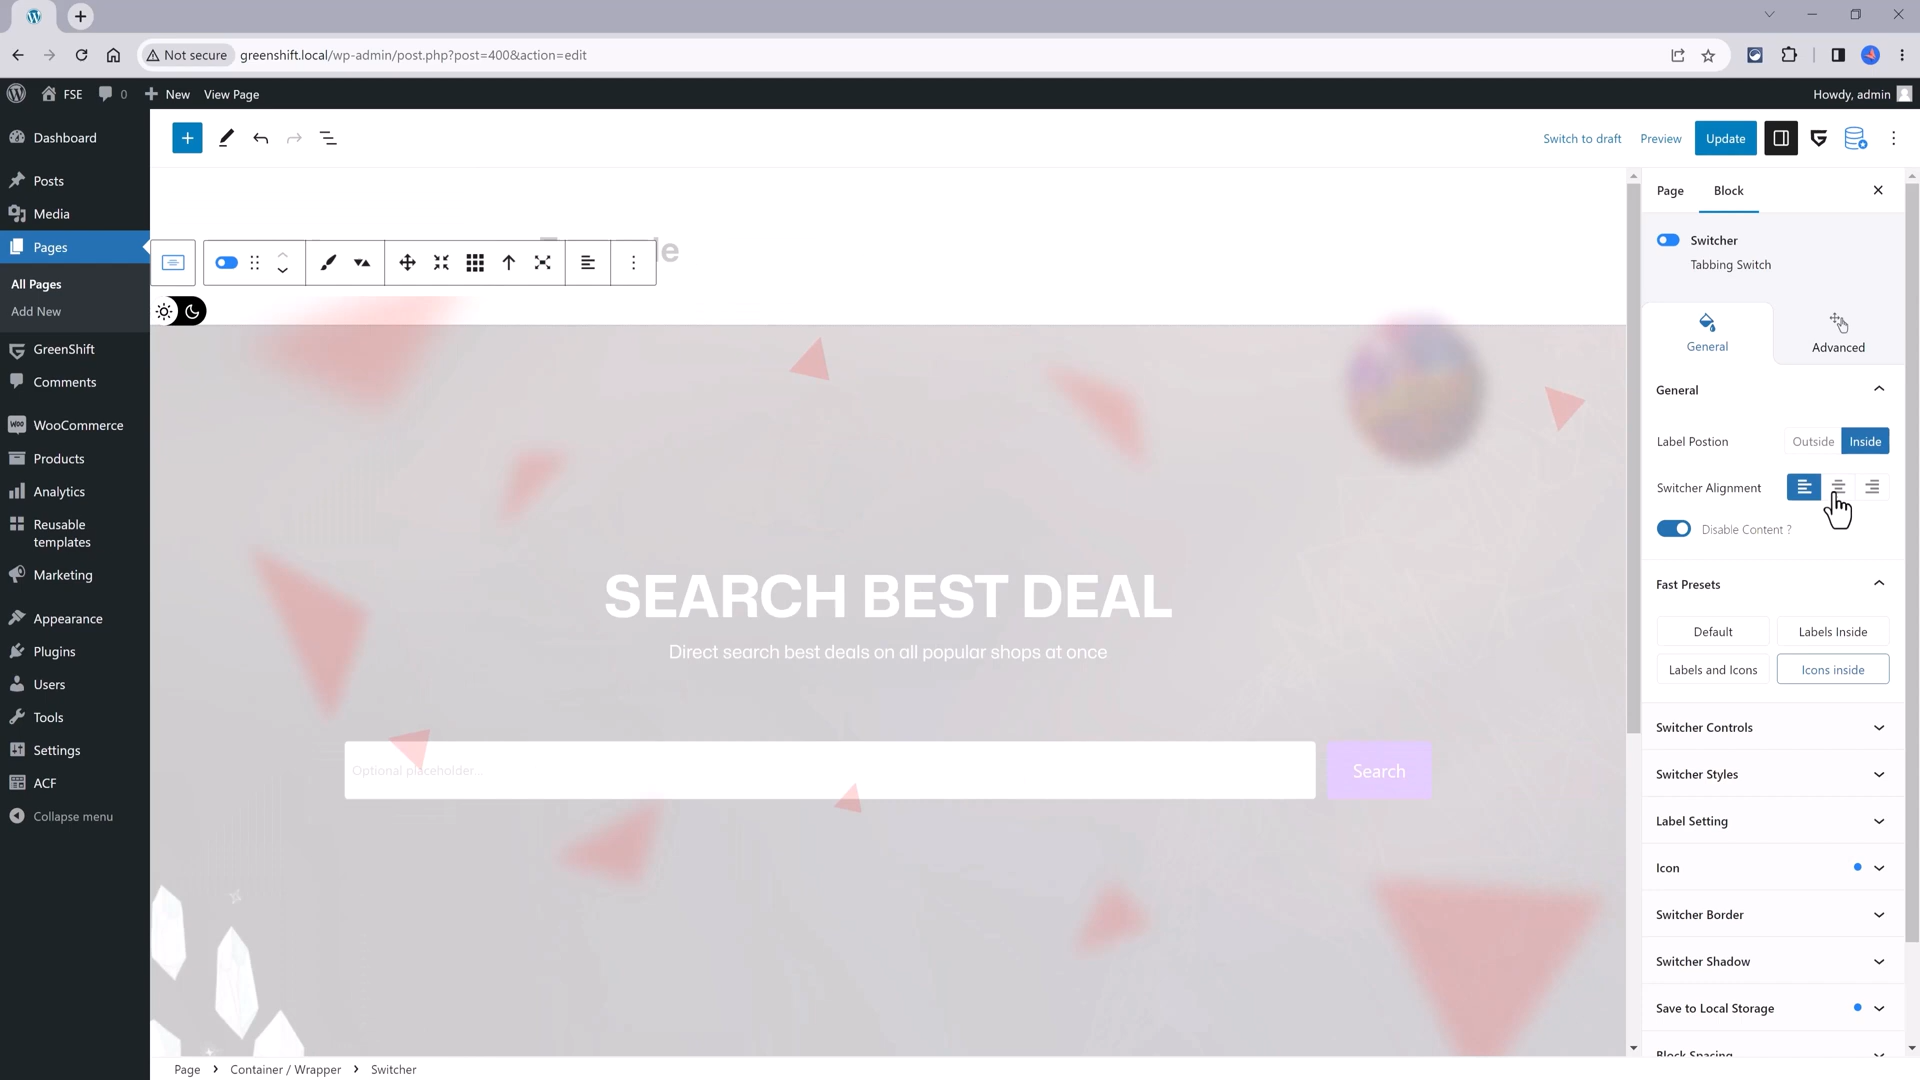 Not secure
greenshift.local/wp-admin/post.php?post=400&action=edit
FSE
0
New
View Page
Howdy, admin
Dashboard
Posts
Media
Pages
All Pages
Add New
GreenShift
Comments
WooCommerce
Products
Analytics
Reusable
templates
Marketing
Appearance
Plugins
Users
Tools
Settings
ACF
Collapse menu
Switch to draft
Preview
Update
SEARCH BEST DEAL
Direct search best deals on all popular shops at once
Optional placeholder...
Search
Page
Block
Switcher
Tabbing Switch
General
Advanced
General
Label Postion
Outside
Inside
Switcher Alignment
Disable Content ?
Fast Presets
Default
Labels Inside
Labels and Icons
Icons inside
Switcher Controls
Switcher Styles
Label Setting
Icon
Switcher Border
Switcher Shadow
Save to Local Storage
Block Spacing
Page
Container / Wrapper
Switcher